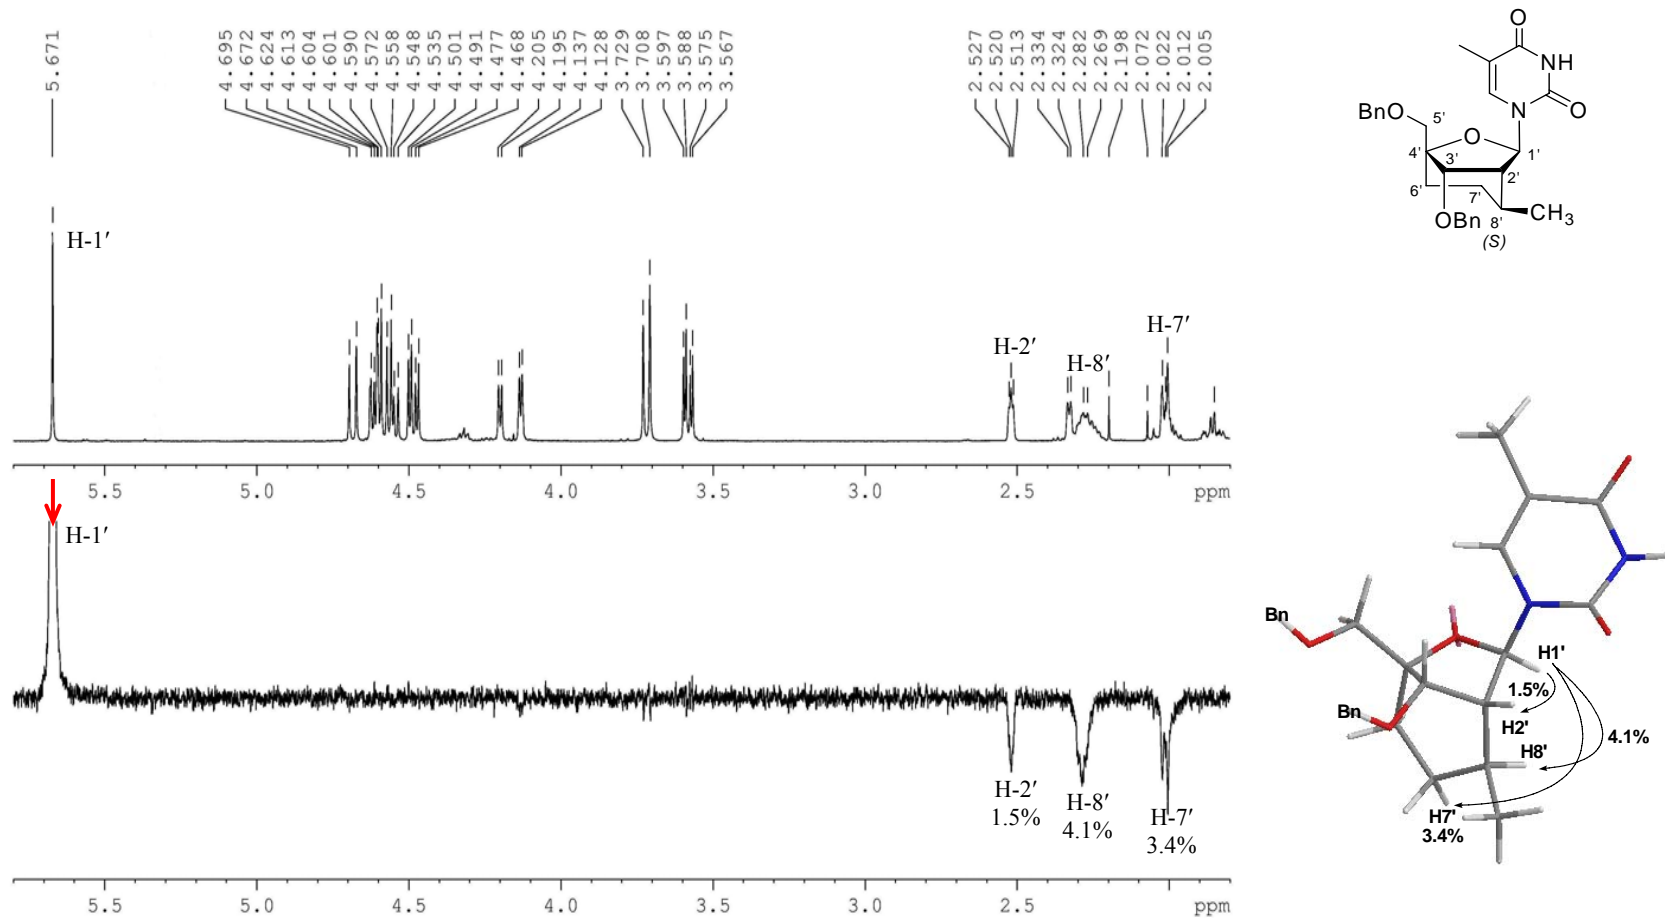 5.671
4.695
4.672
4.624
4.613
4.604
4.601
4.590
4.572
4.558
4.548
4.535
4.501
4.491
4.477
4.468
4.205
4.195
4.137
4.128
3.729
3.708
3.597
3.588
3.575
3.567
2.527
2.520
2.513
2.334
2.324
2.282
2.269
2.198
2.072
2.022
2.012
2.005
H-1′
H-2′
H-8′
H-7′
5.5 5.0 4.5 4.0 3.5 3.0 2.5 ppm
H-1′
H-2′
1.5%
H-8′
4.1%
H-7′
3.4%
5.5 5.0 4.5 4.0 3.5 3.0 2.5 ppm
O
NH
N
O
BnO
5'
O
4'
3'
1'
2'
6'
7'
CH3
OBn
8'
(S)
Bn
H1'
1.5%
Bn
H2'
4.1%
H8'
H7'
3.4%